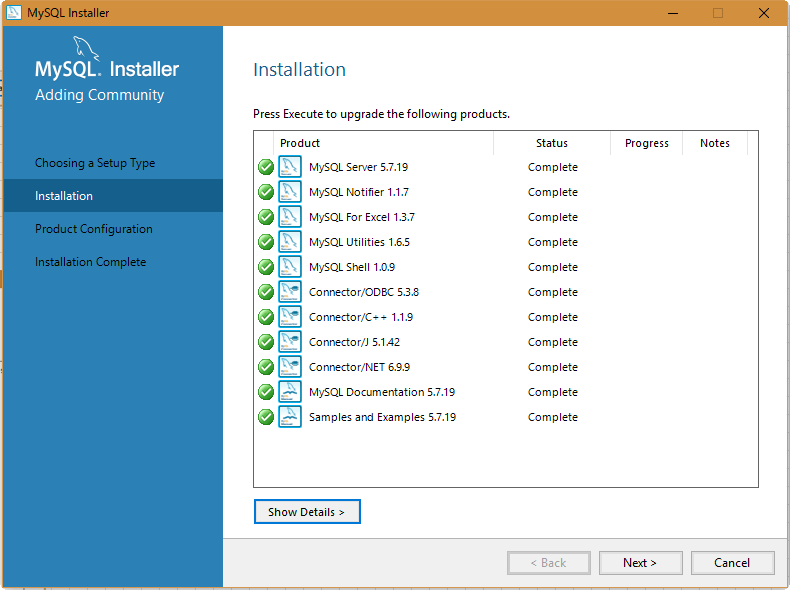 MySQL Installer
MySQL. Installer
Adding Community
Choosing a Setup Type
Installation
Product Configuration
Installation Complete
Installation
Press Execute to upgrade the following products.
Product Status Progress Notes
MySQL Server 5.7.19 Complete
MySQL Notifier 1.1.7 Complete
MySQL For Excel 1.3.7 Complete
MySQL Utilities 1.6.5 Complete
MySQL Shell 1.0.9 Complete
Connector/ODBC 5.3.8 Complete
Connector/C++ 1.1.9 Complete
Connector/J 5.1.42 Complete
Connector/NET 6.9.9 Complete
MySQL Documentation 5.7.19 Complete
Samples and Examples 5.7.19 Complete
Show Details >
< Back Next > Cancel